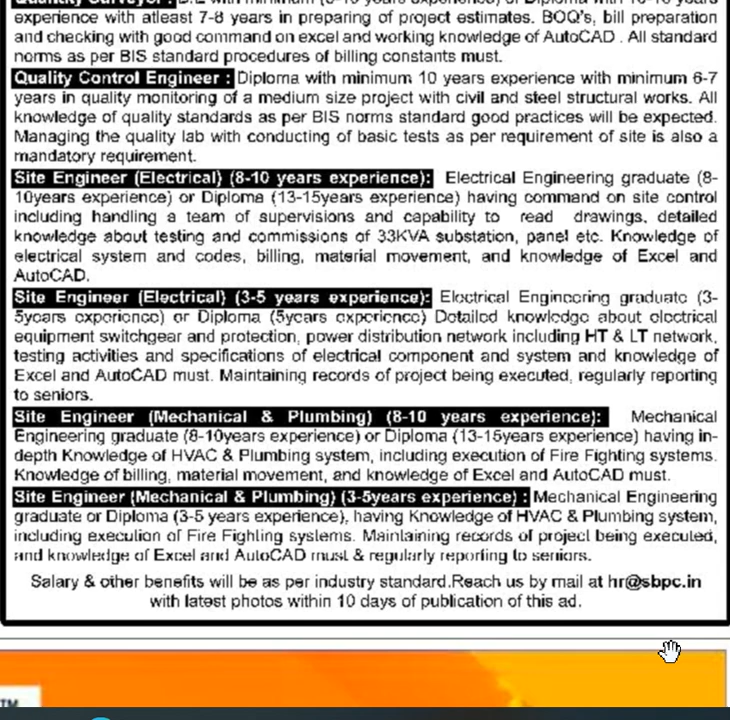 experience with atleast 7-8 years in preparing of project estimates. BOQ's, bill preparation
and checking with good command on excel and working knowledge of AutoCAD . All standard
norms as per BIS standard procedures of billing constants must.
Quality Control Engineer : Diploma with minimum 10 years experience with minimum 6-7
years in quality monitoring of a medium size project with civil and steel structural works. All
knowledge of quality standards as per BIS norms standard good practices will be expected.
Managing the quality lab with conducting of basic tests as per requirement of site is also a
mandatory requirement.
Site Engineer (Electrical) (8-10 years experience): Electrical Engineering graduate (8-
10years experience) or Diploma (13-15years experience) having command on site control
including handling a team of supervisions and capability to read drawings, detailed
knowledge about testing and commissions of 33KVA substation, panel etc. Knowledge of
electrical system and codes, billing, material movement, and knowledge of Excel and
AutoCAD.
Site Engineer (Electrical) (3-5 years experience): Electrical Engineering graduate (3-
5years experience) or Diploma (5years experience) Detailed knowledge about electrical
equipment switchgear and protection, power distribution network including HT & LT network,
testing activities and specifications of electrical component and system and knowledge of
Excel and AutoCAD must. Maintaining records of project being executed, regularly reporting
to seniors.
Site Engineer (Mechanical & Plumbing) (8-10 years experience): Mechanical
Engineering graduate (8-10years experience) or Diploma (13-15years experience) having in-
depth Knowledge of HVAC & Plumbing system, including execution of Fire Fighting systems.
Knowledge of billing, material movement, and knowledge of Excel and AutoCAD must.
Site Engineer (Mechanical & Plumbing) (3-5years experience) : Mechanical Engineering
graduate or Diploma (3-5 years experience), having Knowledge of HVAC & Plumbing system,
including execution of Fire Fighting systems. Maintaining records of project being executed,
and knowledge of Excel and AutoCAD must & regularly reporting to seniors.
Salary & other benefits will be as per industry standard.Reach us by mail at hr@sbpc.in
with latest photos within 10 days of publication of this ad.
TM